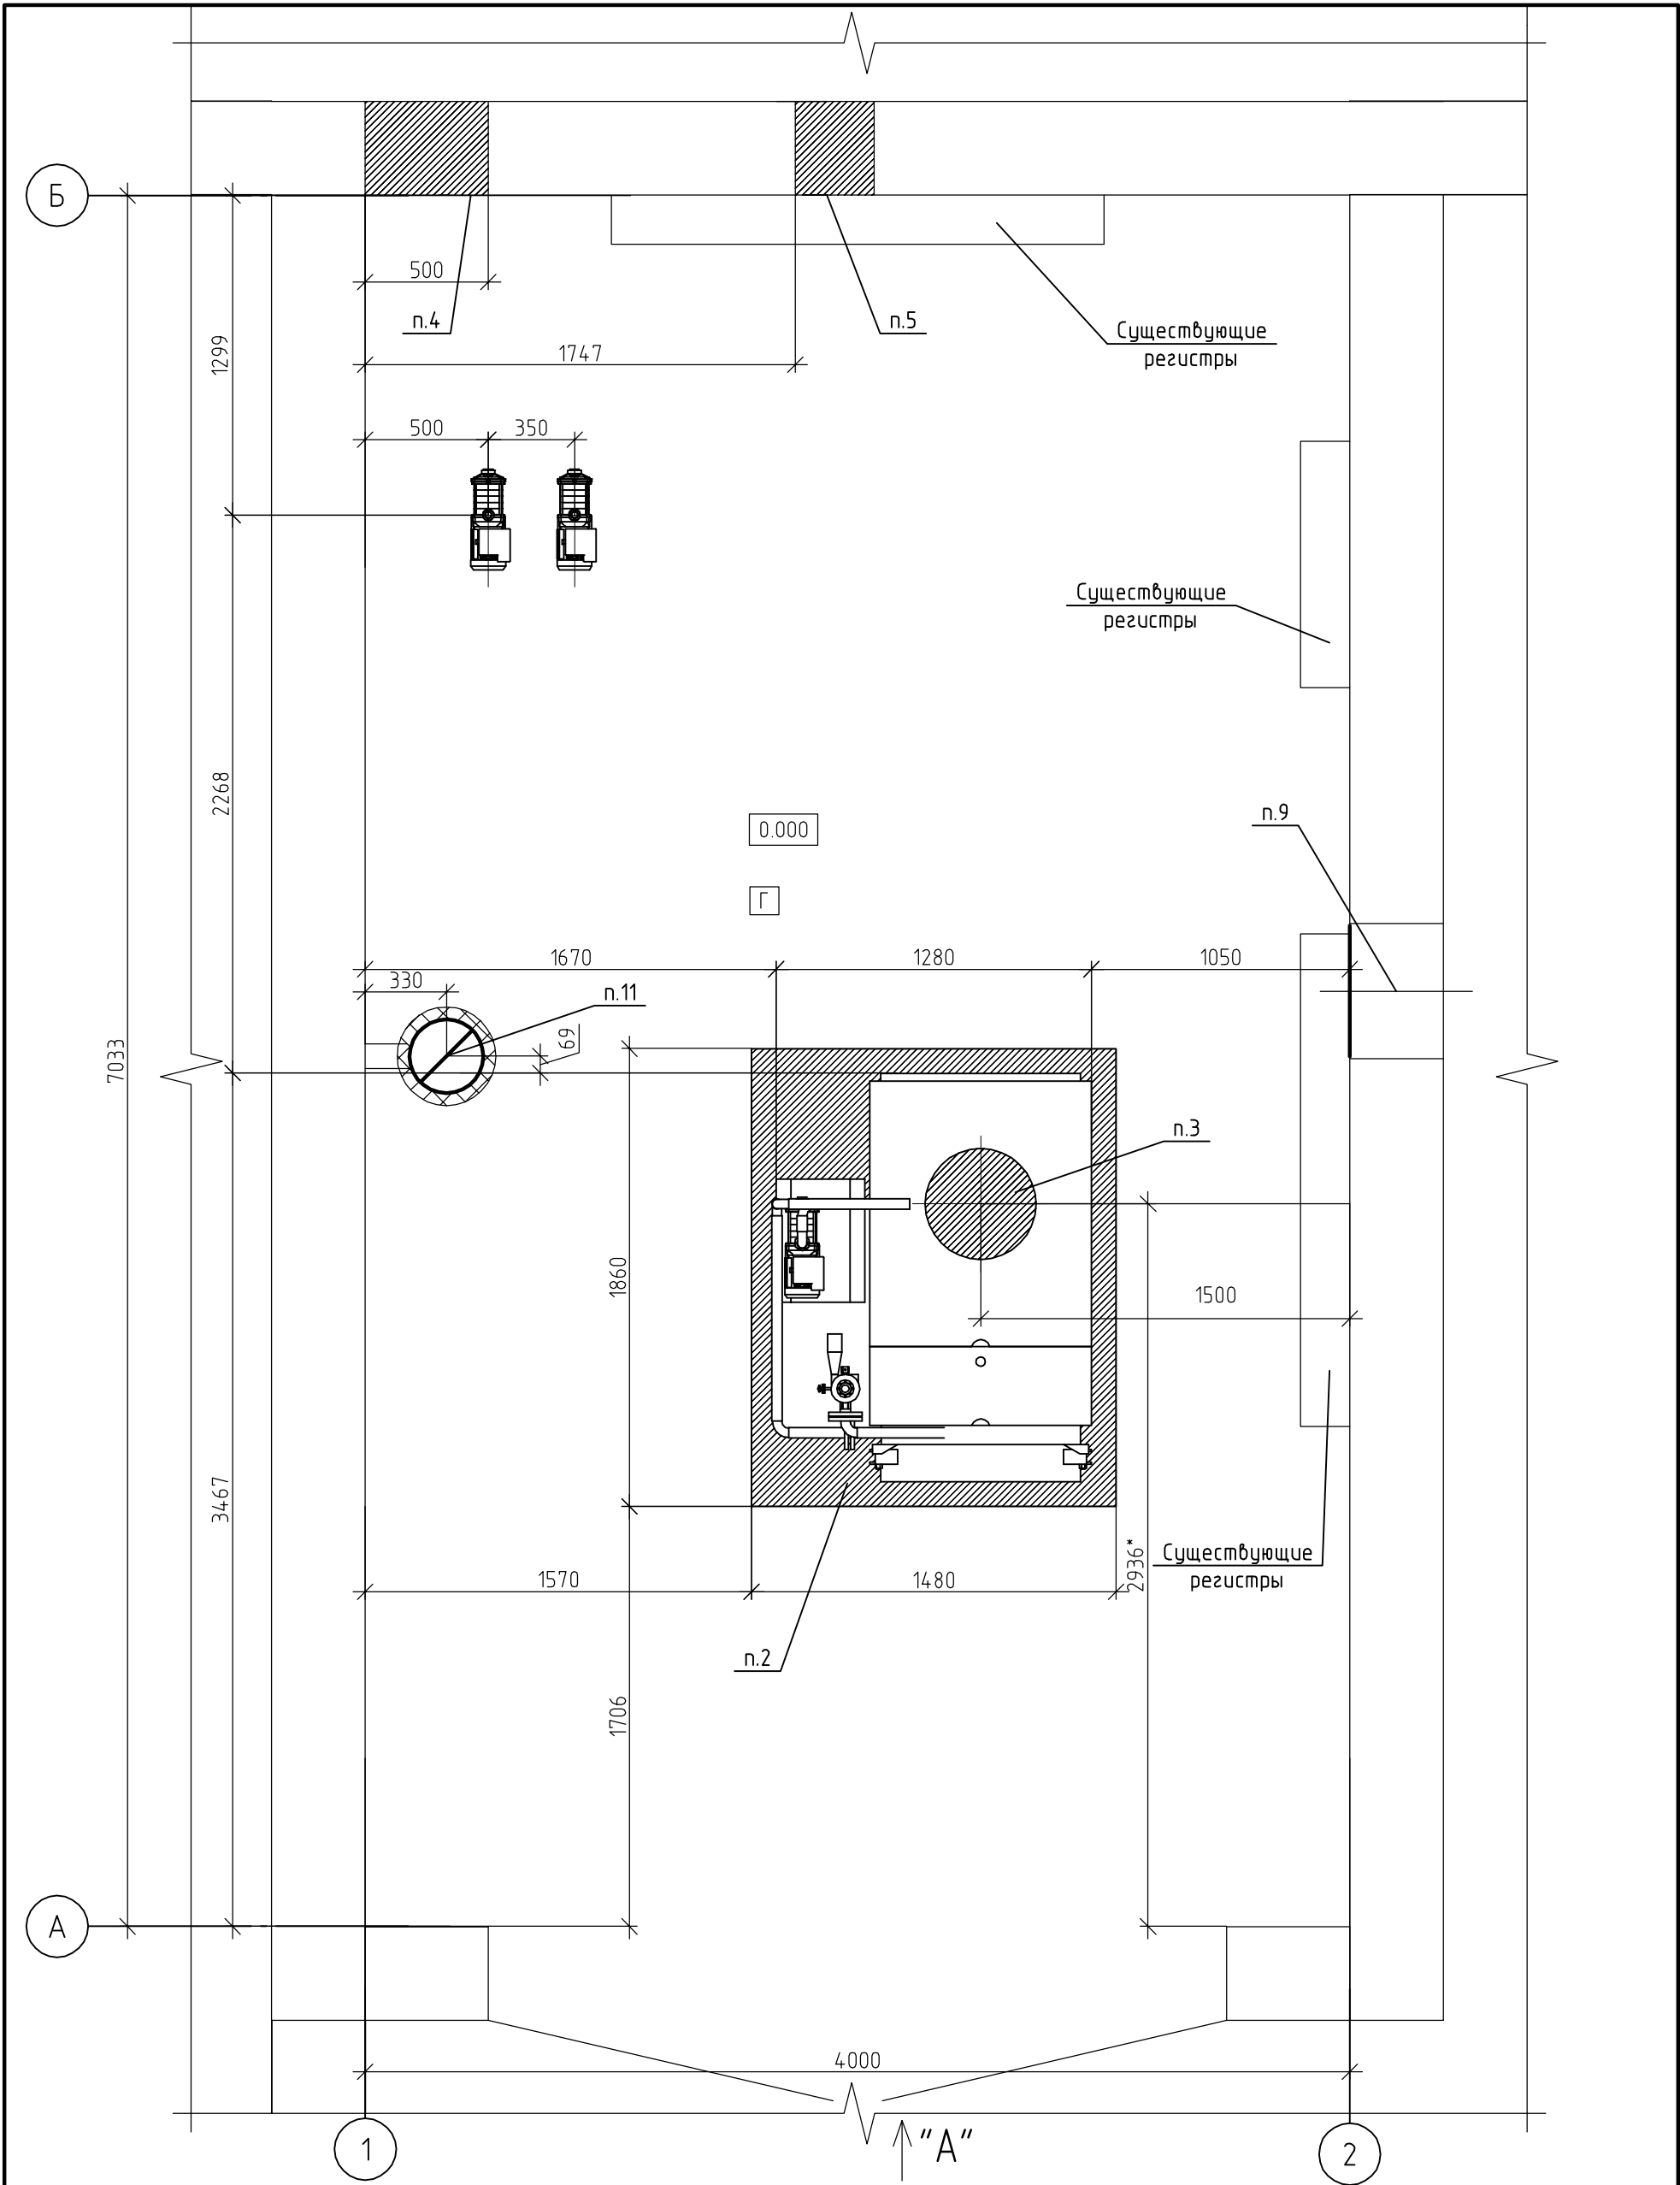 Б
500
п.4
п.5
Существующие
регистры
1299
1747
500
350
Существующие
регистры
2268
0.000
п.9
Г
1670
1280
1050
330
п.11
69
7033
п.3
1860
1500
3467
2936*
Существующие
регистры
1570
1480
п.2
1706
А
4000
1
"А"
2